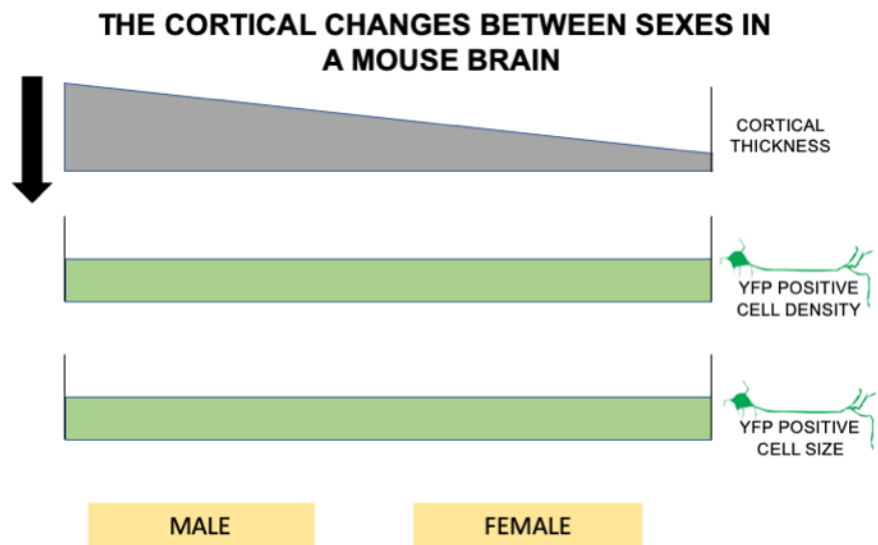 THE CORTICAL CHANGES BETWEEN SEXES IN
A MOUSE BRAIN
CORTICAL
THICKNESS
YFP POSITIVE
CELL DENSITY
YFP POSITIVE
CELL SIZE
MALE
FEMALE